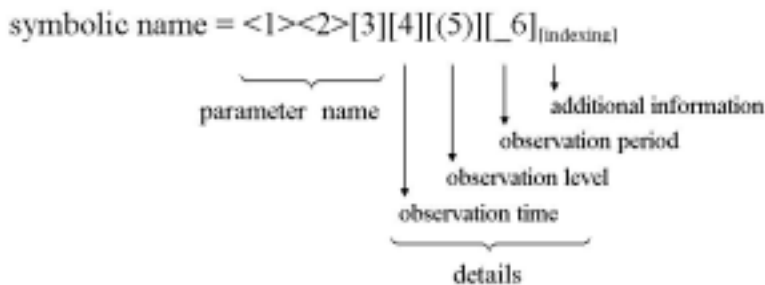 symbolic name = <1><2>[3][4][(5)][_6][indexing]
additional information
parameter name
observation period
observation level
observation time
details